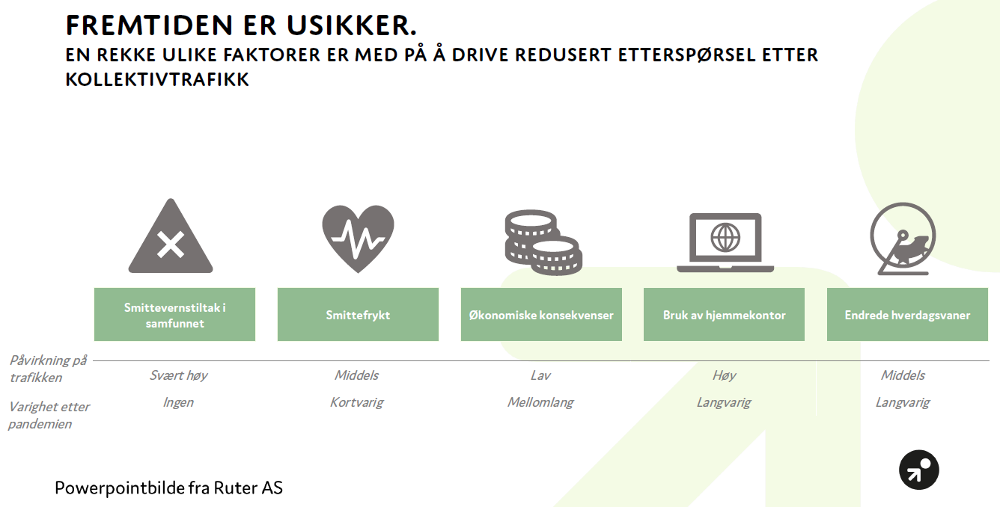 FREMTIDEN ER USIKKER.
EN REKKE ULIKE FAKTORER ER MED PÅ Å DRIVE REDUSERT ETTERSPØRSEL ETTER
KOLLEKTIVTRAFIKK
Smittevernstiltak i
samfunnet
Smittefrykt
Økonomiske konsekvenser
Bruk av hjemmekontor
Endrede hverdagsvaner
Påvirkning på
trafikken
Svært høy
Middels
Lav
Høy
Middels
Varighet etter
pandemien
Ingen
Kortvarig
Mellomlang
Langvarig
Langvarig
Powerpointbilde fra Ruter AS